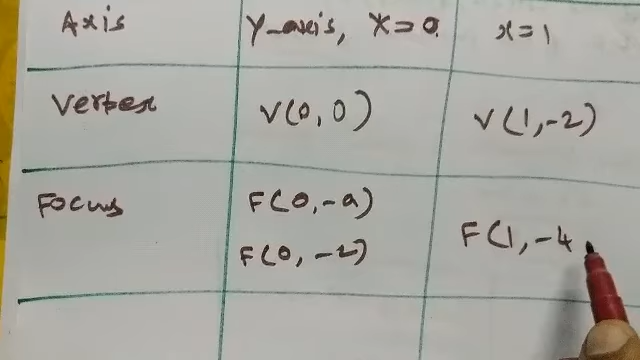 Axis Y-axis, X=0. x=1
Vertex V(0,0) V(1,-2)
Focus F(0,-a)
F(0,-2) F(1,-4